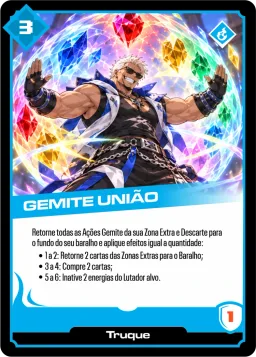 3
GEMITE UNIÃO
Retorne todas as Ações Gemite da sua Zona Extra e Descarte para
o fundo do seu baralho e aplique efeitos igual a quantidade:
• 1 a 2: Retorne 2 cartas das Zonas Extras para o Baralho;
• 3 a 4: Compre 2 cartas;
• 5 a 6: Inative 2 energias do Lutador alvo.
1
Truque